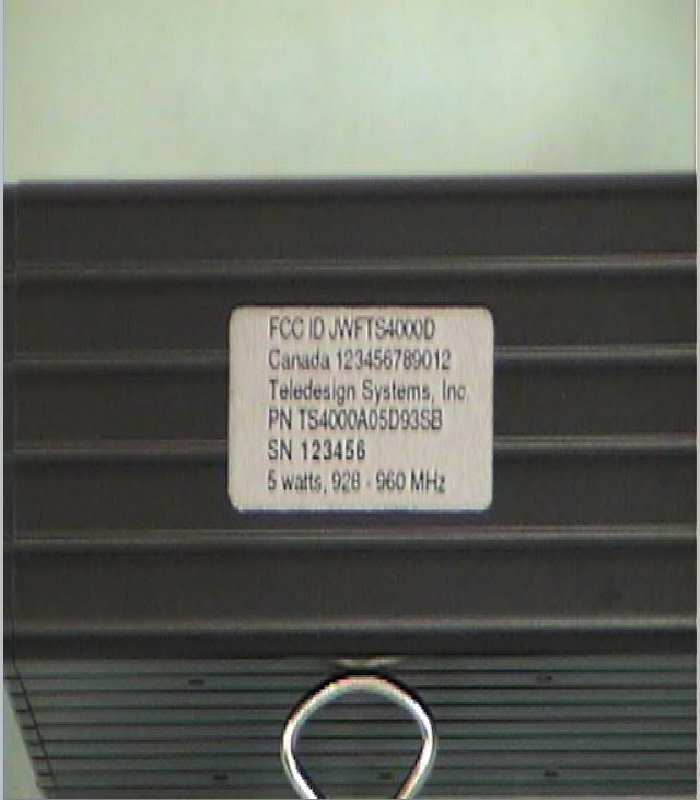 FCC ID JWFTS4000D
Canada 123456789012
Teledesign Systems, Inc
PN TS4000A05D93SB
SN 123456
5 watts, 928 - 960 MHz